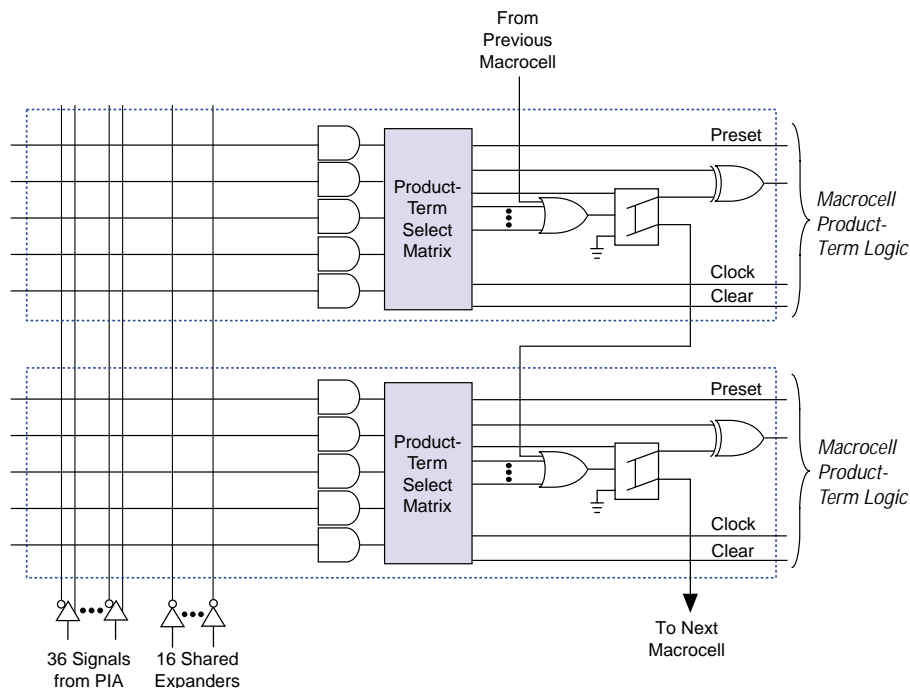 From
Previous
Macrocell
Preset
Product-
Term
Select
Matrix
Macrocell
Product-
Term Logic
Clock
Clear
Preset
Product-
Term
Select
Matrix
Macrocell
Product-
Term Logic
Clock
Clear
To Next
Macrocell
36 Signals
from PIA
16 Shared
Expanders